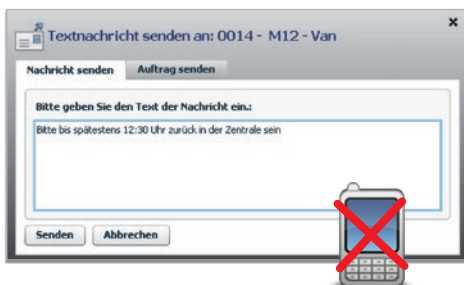 Textnachricht senden an: 0014 - M12 - Van
Nachricht senden Auftrag senden
Bitte geben Sie den Text der Nachricht ein.:
Bitte bis spätestens 12:30 Uhr zurück in der Zentrale sein
Senden Abbrechen